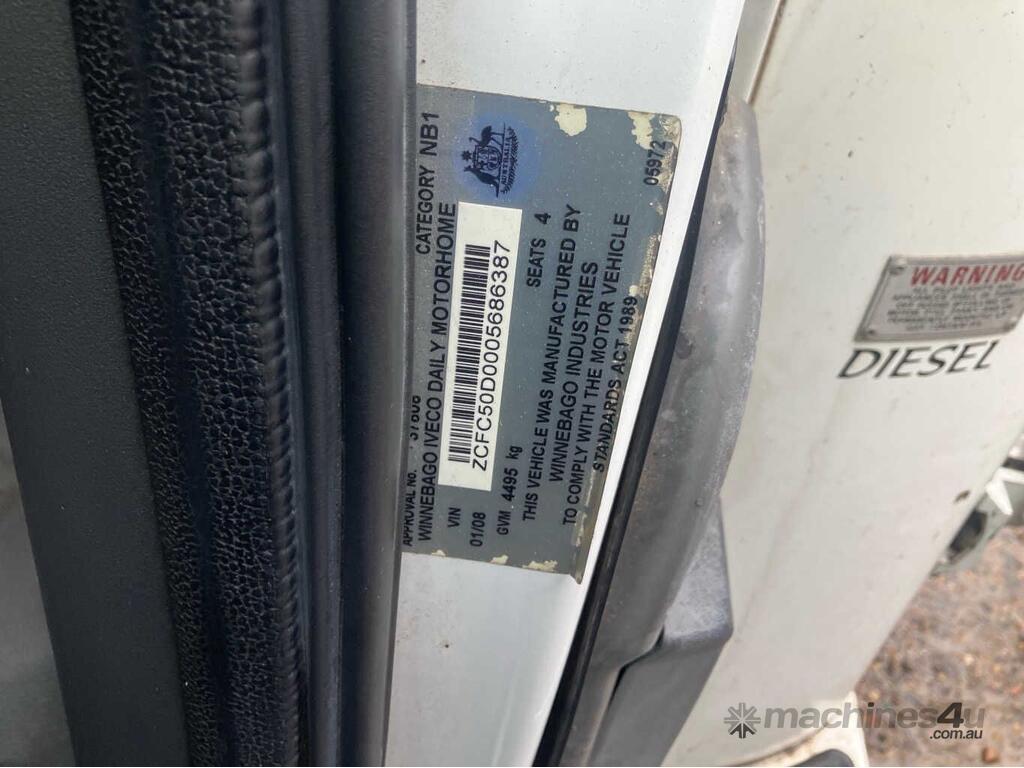 APPROVAL No. 37606 CATEGORY NB1
WINNEBAGO IVECO DAILY MOTORHOME
AUSTRALIA
VIN ZCFC50D0005686387
01/08
GVM 4495 kg SEATS 4
THIS VEHICLE WAS MANUFACTURED BY
WINNEBAGO INDUSTRIES
TO COMPLY WITH THE MOTOR VEHICLE
STANDARDS ACT 1989
05972
WARNING
DIESEL
machines4u
.com.au